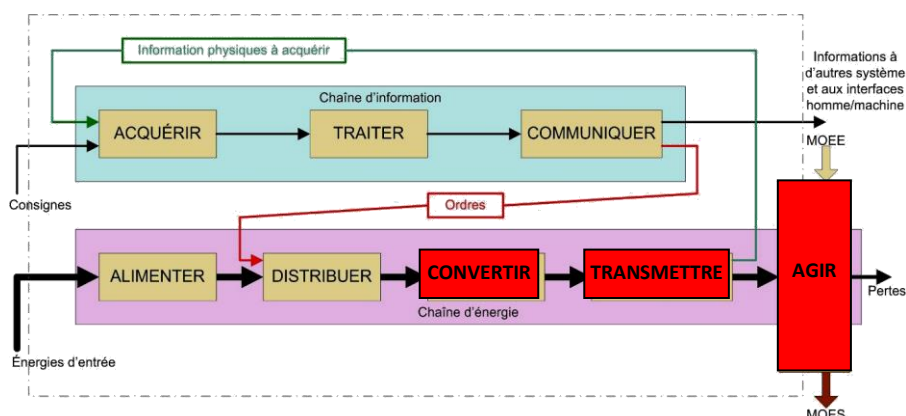 Information physiques à acquérir
Informations à
d'autres système
et aux interfaces
homme/machine
Chaîne d'information
ACQUÉRIR
TRAITER
COMMUNIQUER
MOEE
Consignes
Ordres
ALIMENTER
DISTRIBUER
CONVERTIR
TRANSMETTRE
AGIR
Pertes
Chaîne d'énergie
Énergies d'entrée
MOES